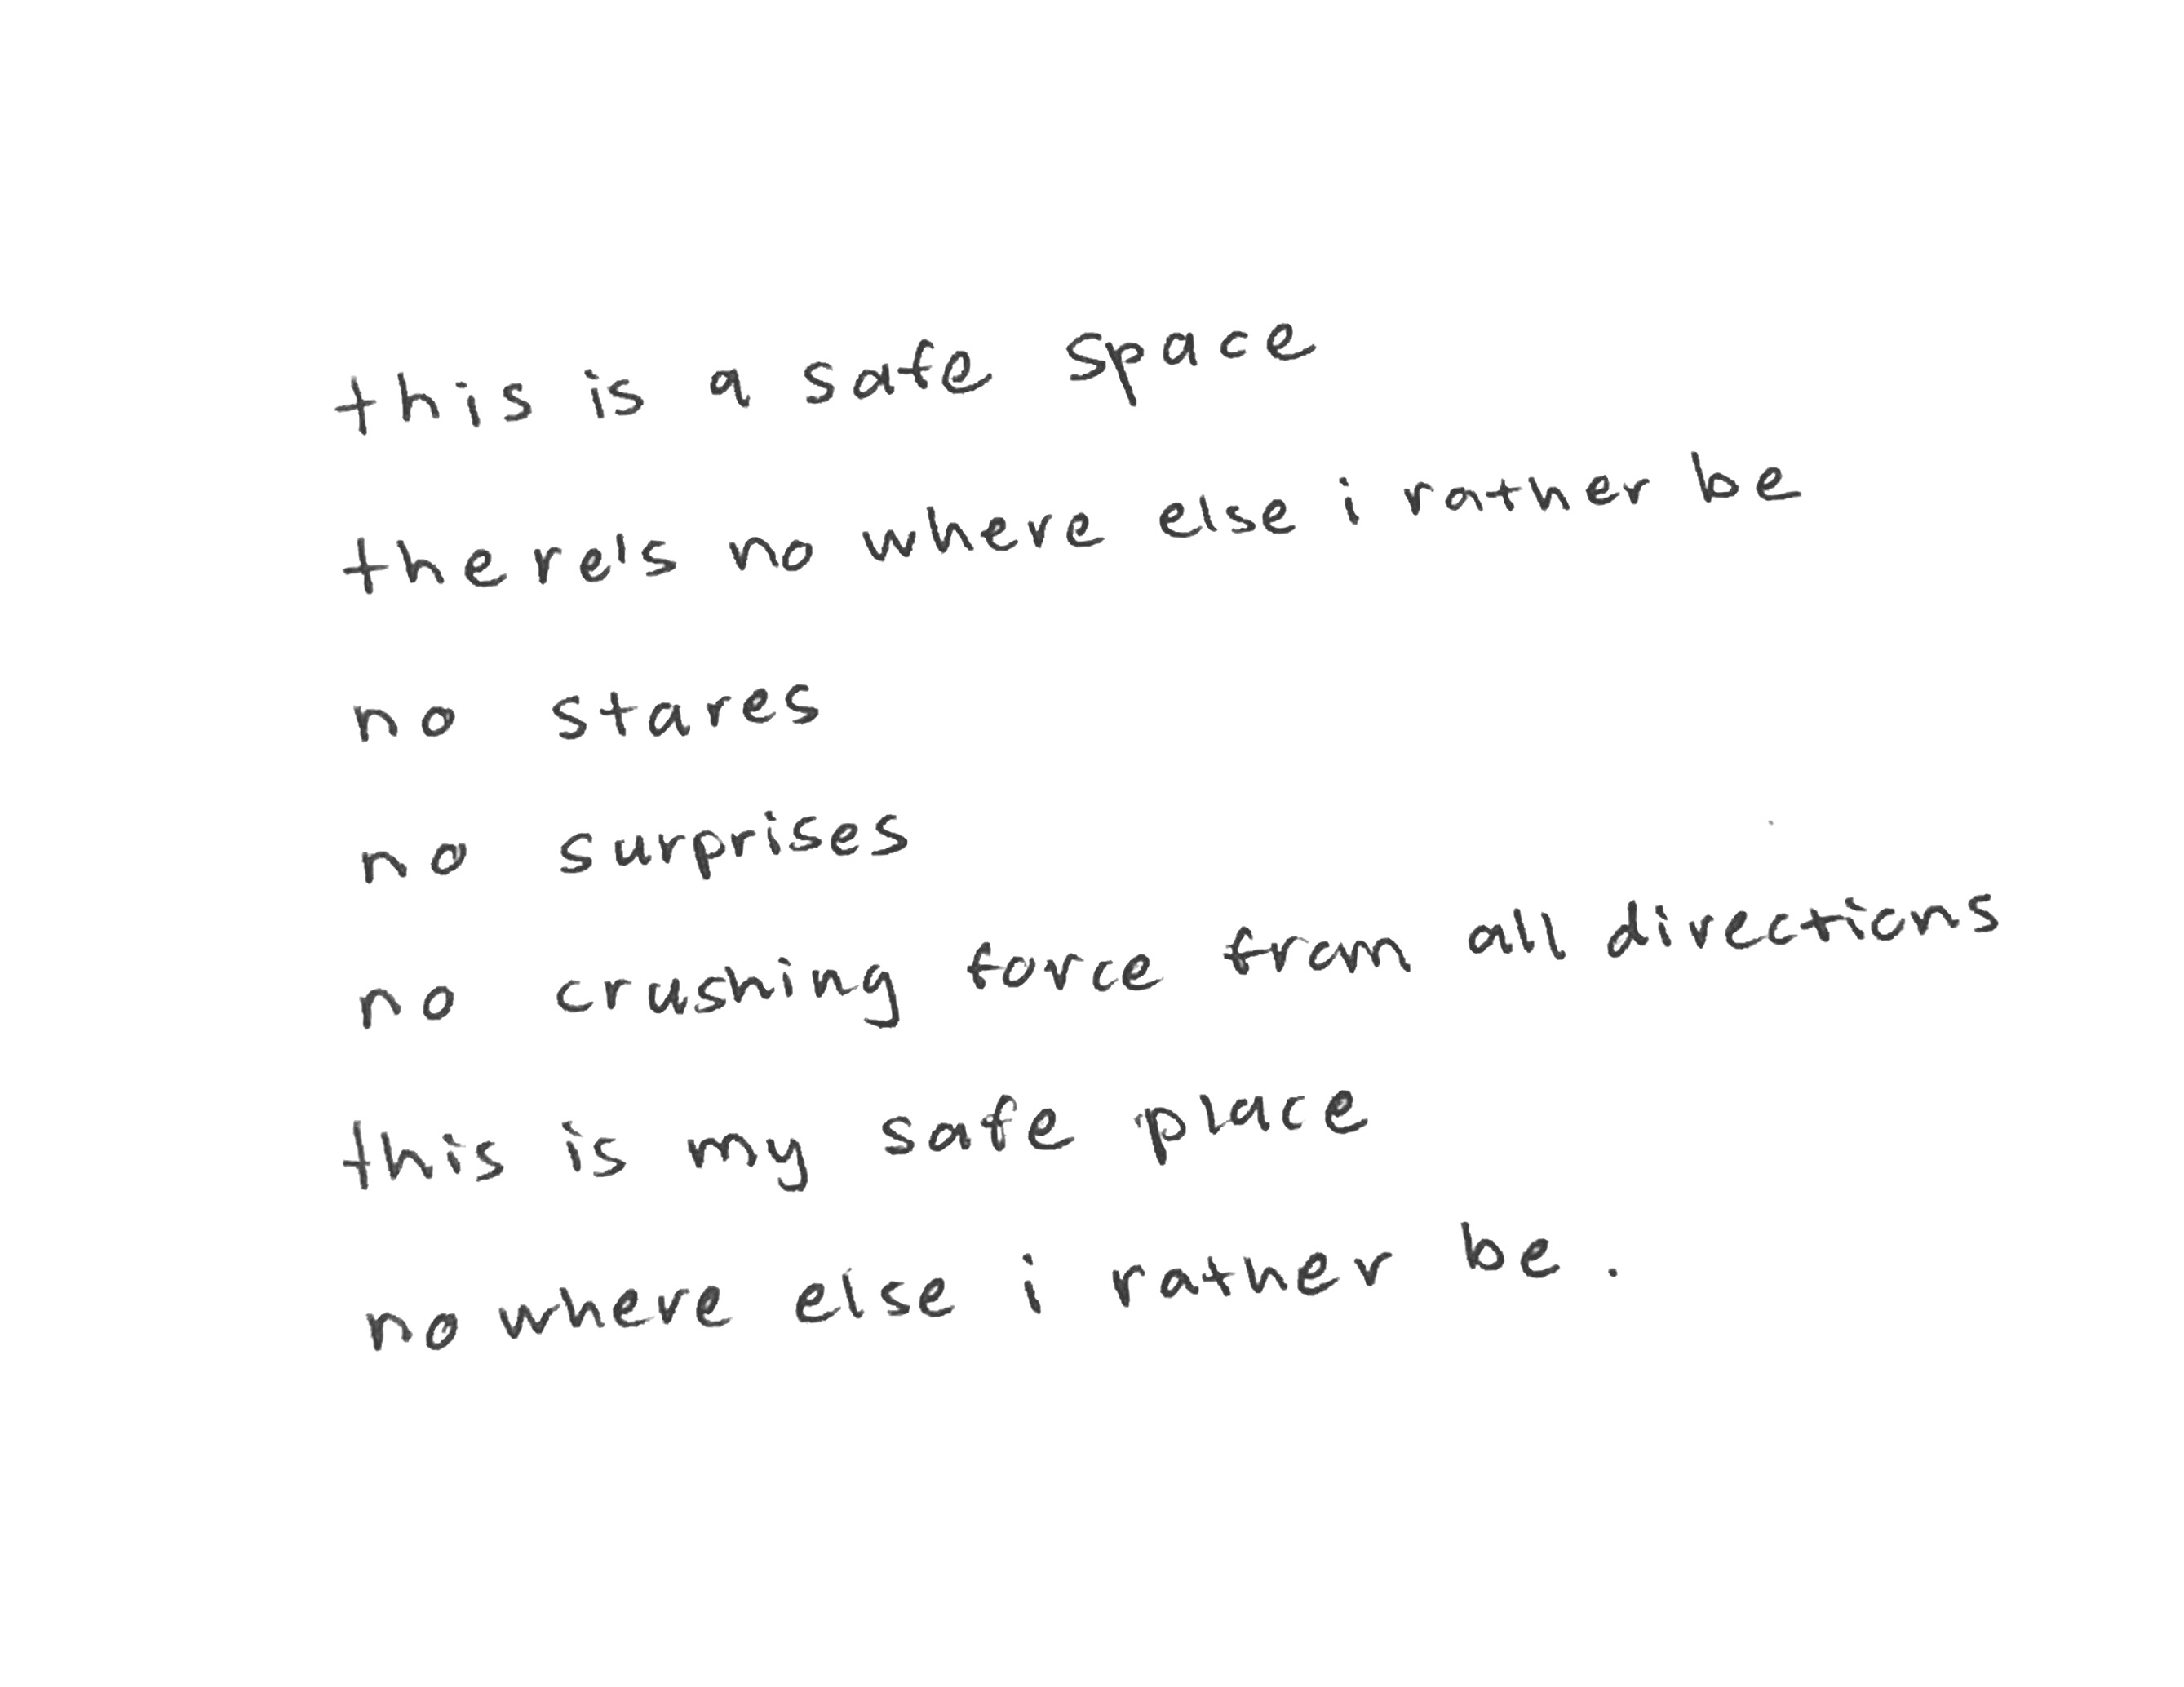 this is a safe space
there's no where else i rather be
no stares
no surprises
no crushing force from all directions
this is my safe place
no where else i rather be.